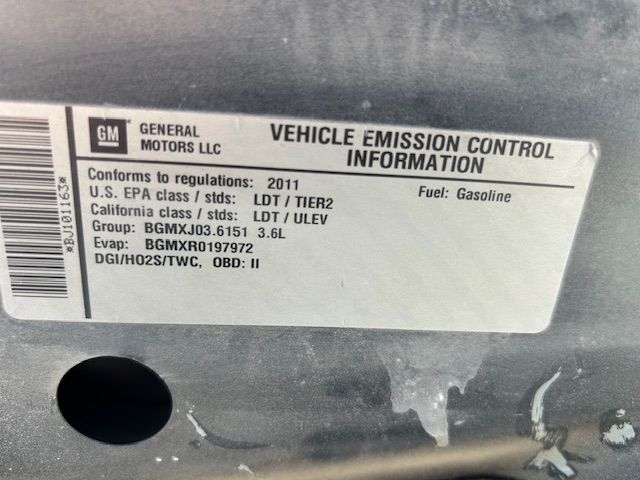 *BJ101163*
GM
GENERAL
MOTORS LLC
VEHICLE EMISSION CONTROL
INFORMATION
Conforms to regulations: 2011
Fuel: Gasoline
U.S. EPA class / stds: LDT / TIER2
California class / stds: LDT / ULEV
Group: BGMXJ03.6151 3.6L
Evap: BGMXR0197972
DGI/HO2S/TWC, OBD: II